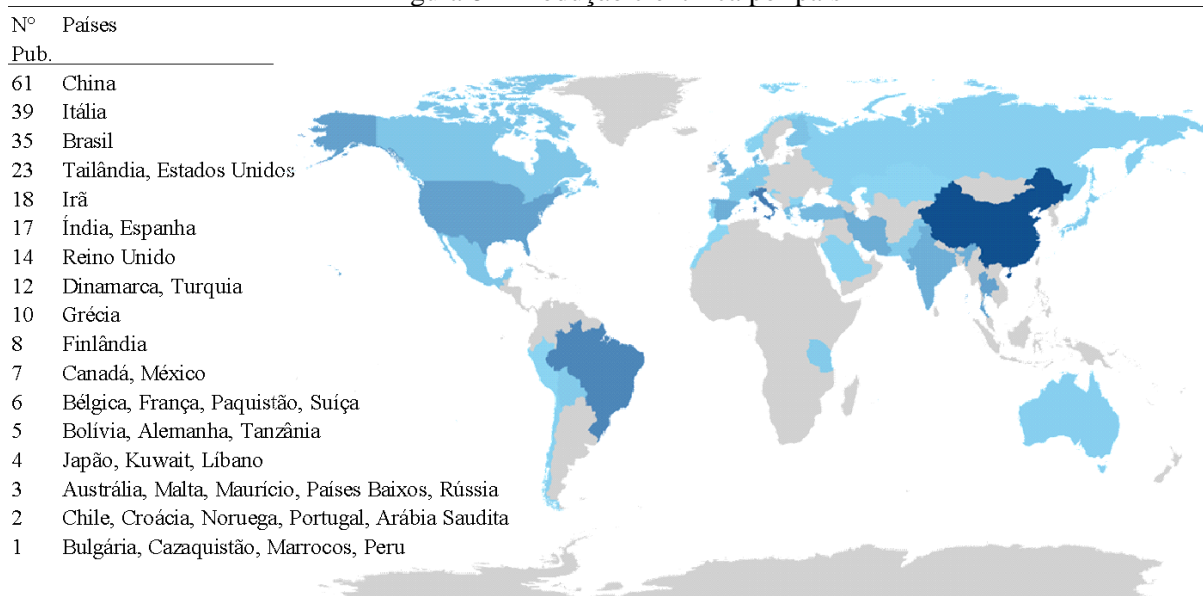 Nº Países
Pub.
61 China
39 Itália
35 Brasil
23 Tailândia, Estados Unidos
18 Irã
17 Índia, Espanha
14 Reino Unido
12 Dinamarca, Turquia
10 Grécia
8 Finlândia
7 Canadá, México
6 Bélgica, França, Paquistão, Suíça
5 Bolívia, Alemanha, Tanzânia
4 Japão, Kuwait, Líbano
3 Austrália, Malta, Maurício, Países Baixos, Rússia
2 Chile, Croácia, Noruega, Portugal, Arábia Saudita
1 Bulgária, Cazaquistão, Marrocos, Peru